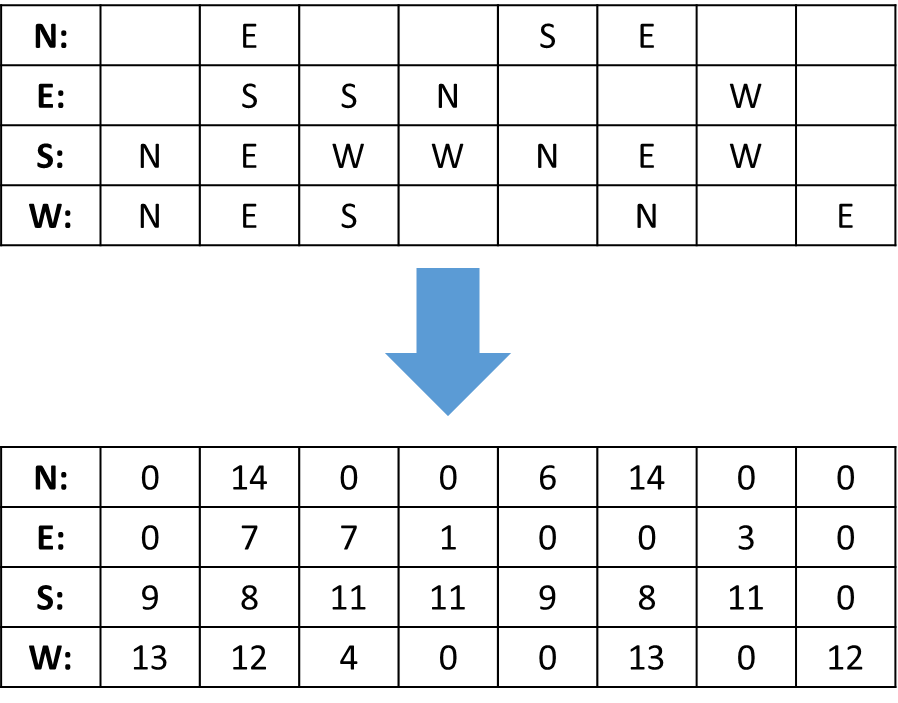 N: E S E
E: S S N W
S: N E W W N E W
W: N E S N E
N: 0 14 0 0 6 14 0 0
E: 0 7 7 1 0 0 3 0
S: 9 8 11 11 9 8 11 0
W: 13 12 4 0 0 13 0 12